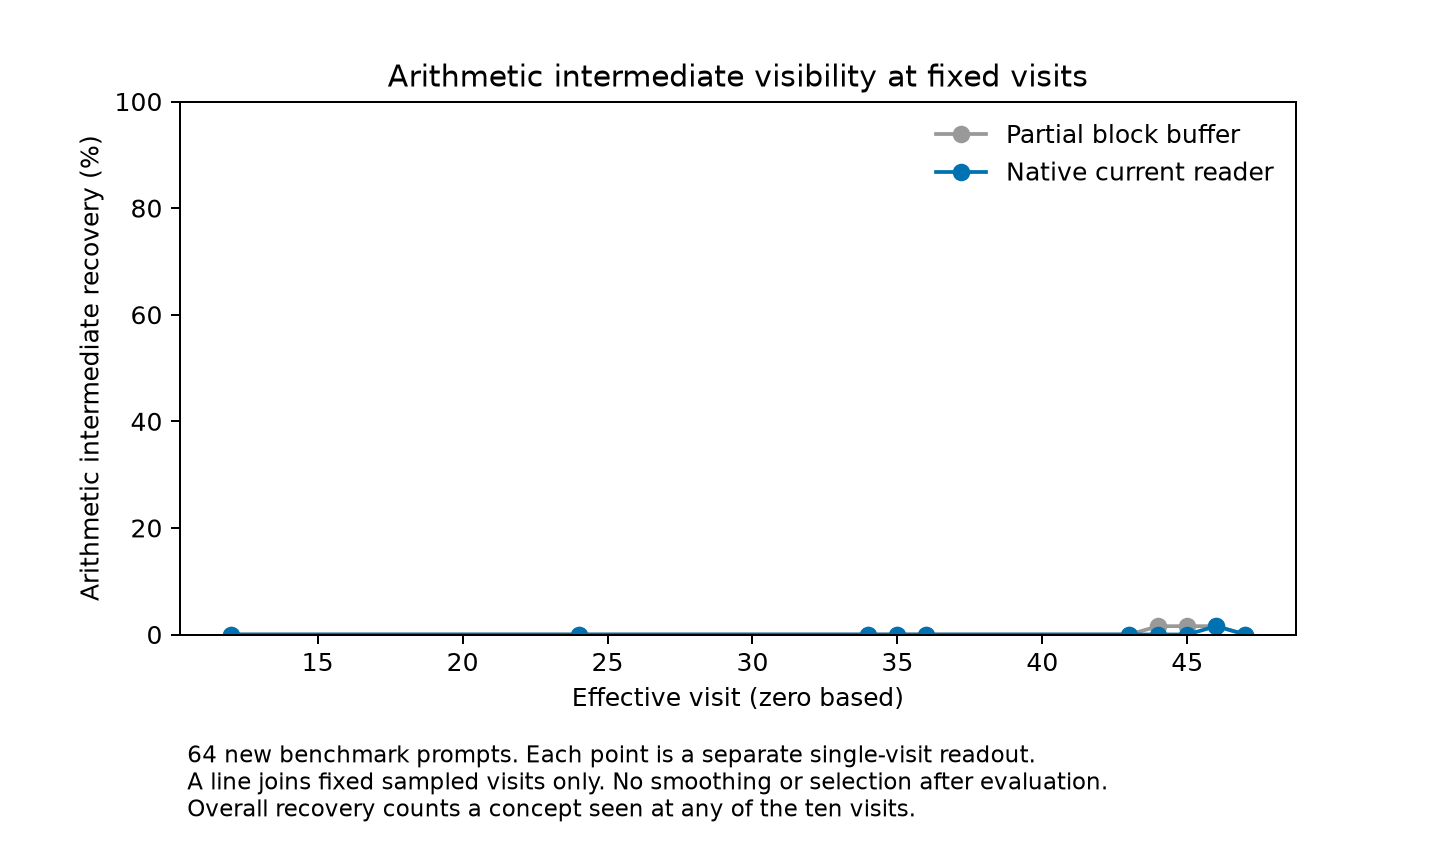 Arithmetic intermediate visibility at fixed visits
Partial block buffer
Native current reader
Arithmetic intermediate recovery (%)
100
80
60
40
20
0
15 20 25 30 35 40 45
Effective visit (zero based)
64 new benchmark prompts. Each point is a separate single-visit readout.
A line joins fixed sampled visits only. No smoothing or selection after evaluation.
Overall recovery counts a concept seen at any of the ten visits.